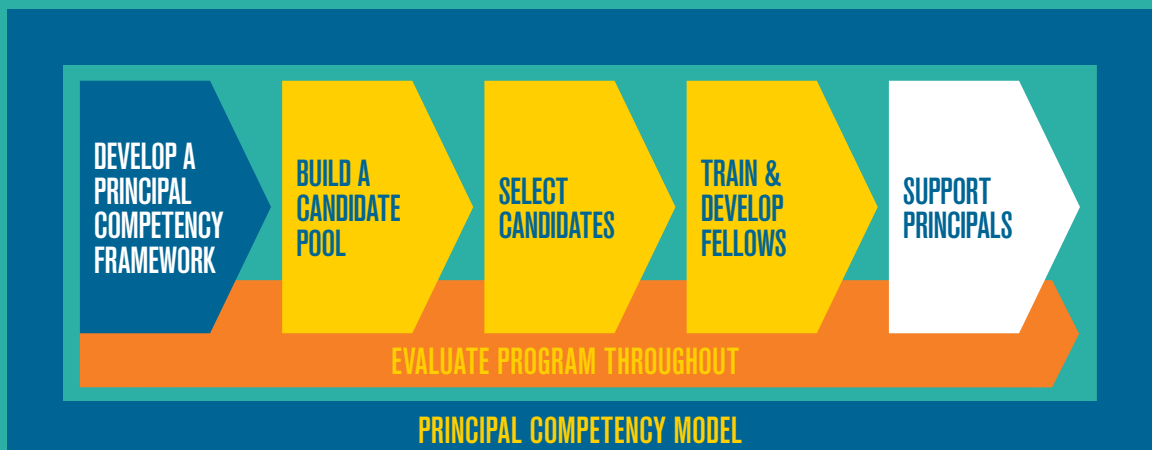 DEVELOP A
PRINCIPAL
COMPETENCY
FRAMEWORK
BUILD A
CANDIDATE
POOL
SELECT
CANDIDATES
TRAIN &
DEVELOP
FELLOWS
SUPPORT
PRINCIPALS
EVALUATE PROGRAM THROUGHOUT
PRINCIPAL COMPETENCY MODEL